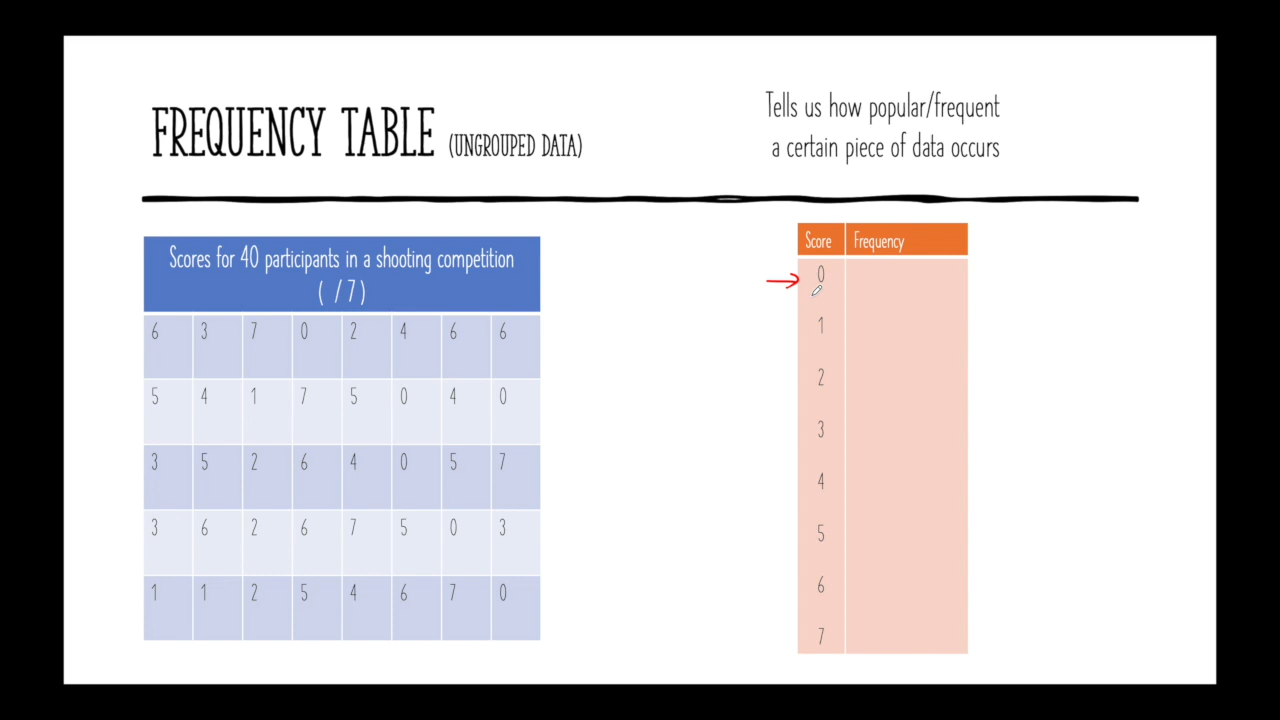 FREQUENCY TABLE (UNGROUPED DATA)
Tells us how popular/frequent
a certain piece of data occurs
Scores for 40 participants in a shooting competition
( / 7 )
6 3 7 0 2 4 6 6
5 4 1 7 5 0 4 0
3 5 2 6 4 0 5 7
3 6 2 6 7 5 0 3
1 1 2 5 4 6 7 0
Score Frequency
0
1
2
3
4
5
6
7